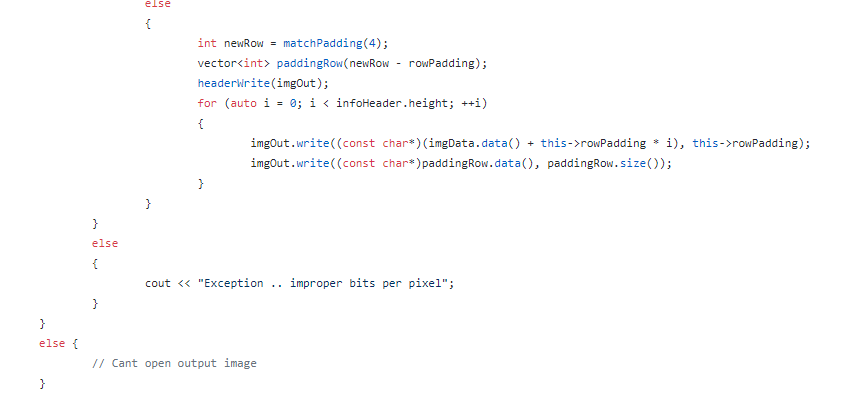 else
{
int newRow = matchPadding(4);
vector<int> paddingRow(newRow - rowPadding);
headerWrite(imgOut);
for (auto i = 0; i < infoHeader.height; ++i)
{
imgOut.write((const char*)(imgData.data() + this->rowPadding * i), this->rowPadding);
imgOut.write((const char*)paddingRow.data(), paddingRow.size());
}
}
}
else
{
cout << "Exception .. improper bits per pixel";
}
}
else {
// Cant open output image
}